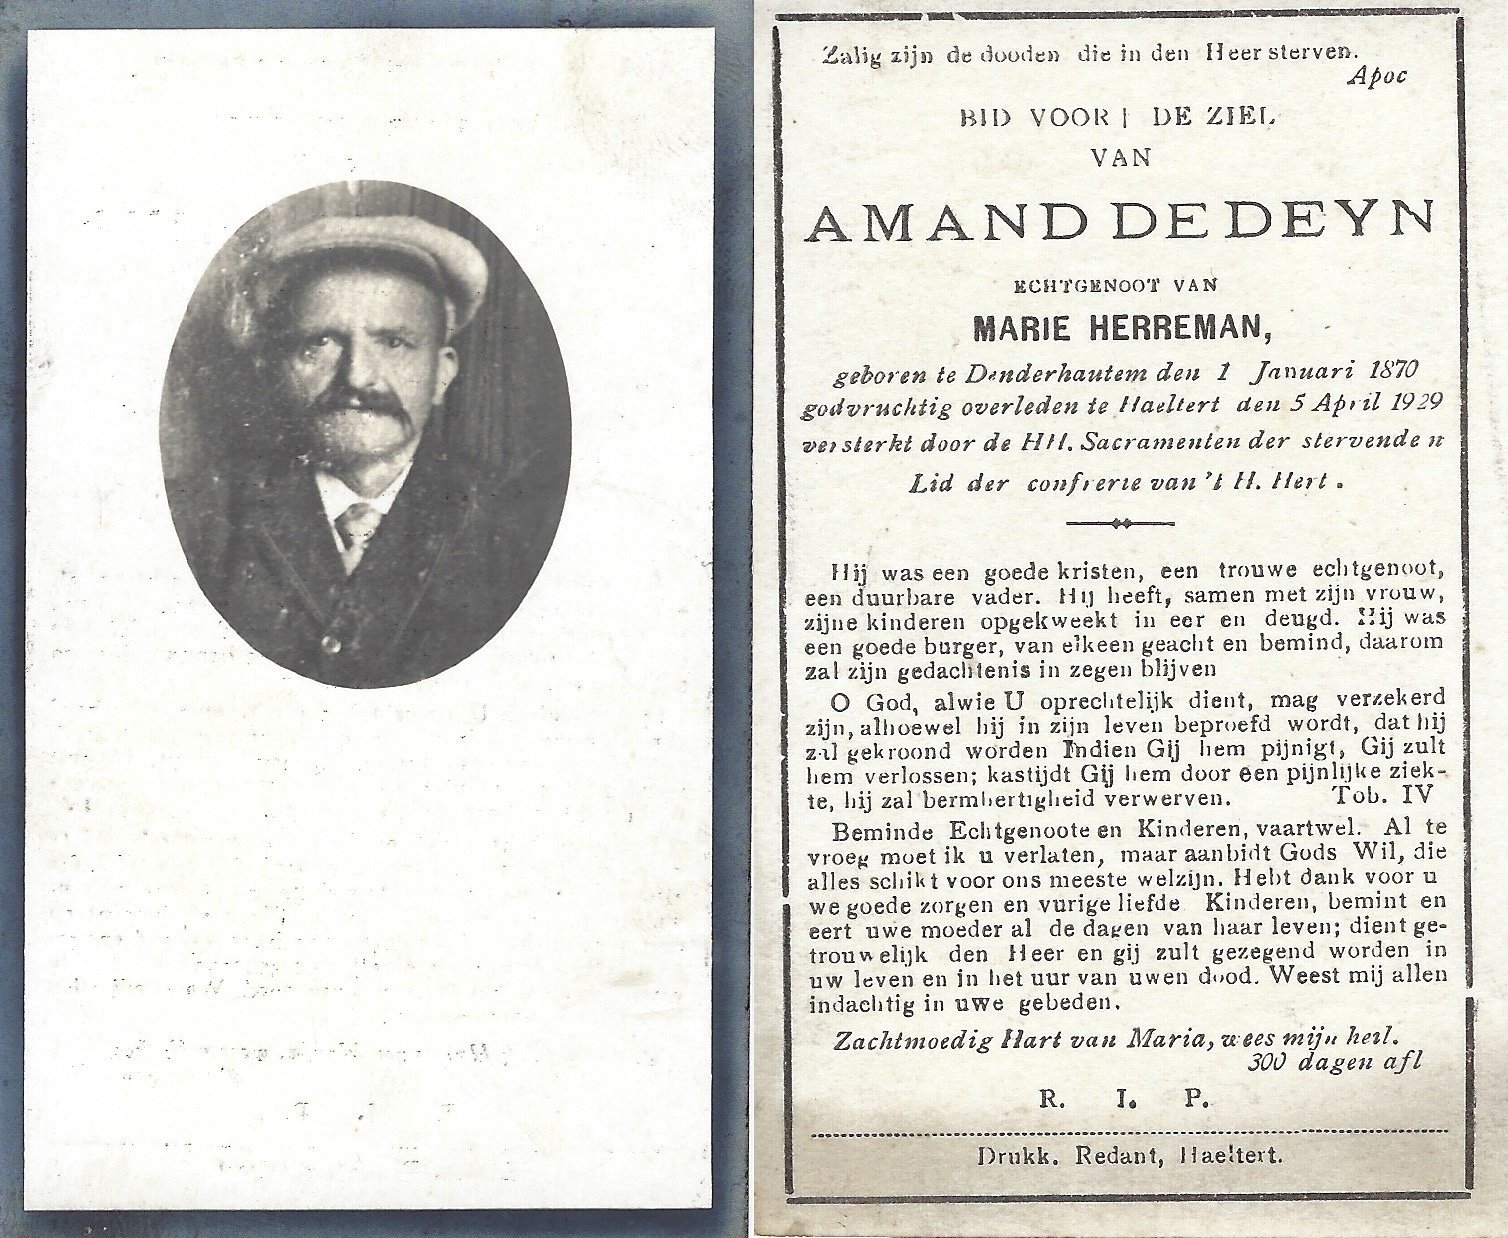 Zalig zijn de dooden die in den Heer sterven.
Apoc
BID VOOR DE ZIEL
VAN
AMAND DE DEYN
ECHTGENOOT VAN
MARIE HERREMAN,
geboren te Denderhautem den 1 Januari 1870
godvruchtig overleden te Haeltert den 5 April 1929
versterkt door de HH. Sacramenten der stervenden
Lid der confrerie van 't H. Hert.
Hij was een goede kristen, een trouwe echtgenoot,
een duurbare vader. Hij heeft, samen met zijn vrouw,
zijne kinderen opgekweekt in eer en deugd. Hij was
een goede burger, van elkeen geacht en bemind, daarom
zal zijn gedachtenis in zegen blijven
O God, alwie U oprechtelijk dient, mag verzekerd
zijn, alhoewel hij in zijn leven beproefd wordt, dat hij
zal gekroond worden Indien Gij hem pijnigt, Gij zult
hem verlossen; kastijdt Gij hem door een pijnlijke ziek-
te, hij zal bermhertigheid verwerven. Tob. IV
Beminde Echtgenoote en Kinderen, vaartwel. Al te
vroeg moet ik u verlaten, maar aanbidt Gods Wil, die
alles schikt voor ons meeste welzijn. Hebt dank voor u
we goede zorgen en vurige liefde Kinderen, bemint en
eert uwe moeder al de dagen van haar leven; dient ge-
trouwelijk den Heer en gij zult gezegend worden in
uw leven en in het uur van uwen dood. Weest mij allen
indachtig in uwe gebeden.
Zachtmoedig Hart van Maria, wees mijn heil.
300 dagen afl
R. I. P.
Drukk. Redant, Haeltert.